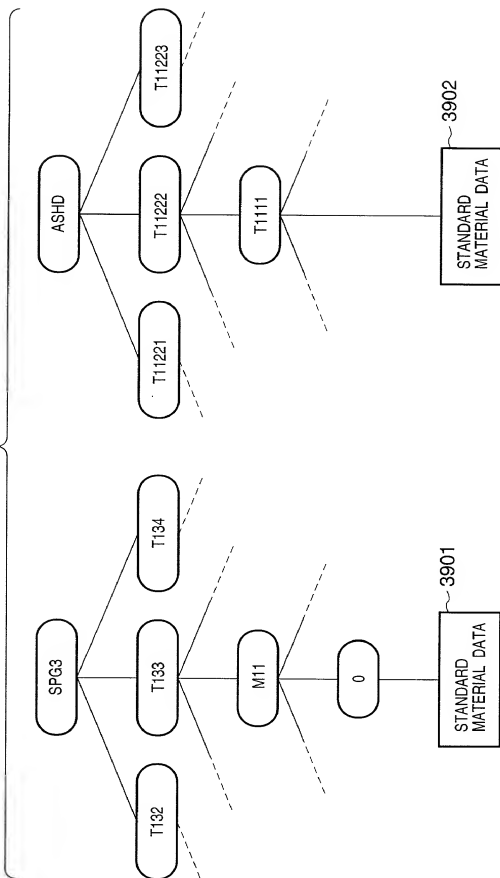 SPG3
T132
T133
T134
M11
0
STANDARD
MATERIAL DATA
3901
ASHD
T11221
T11222
T11223
T1111
STANDARD
MATERIAL DATA
3902